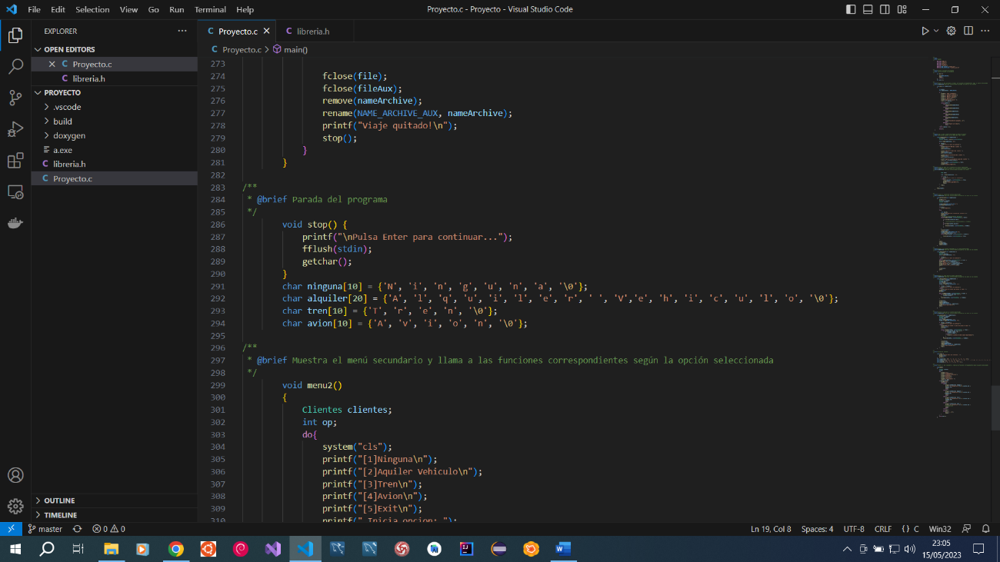 File Edit Selection View Go Run Terminal Help Proyecto.c - Proyecto - Visual Studio Code
EXPLORER
OPEN EDITORS
Proyecto.c
libreria.h
PROYECTO
.vscode
build
doxygen
a.exe
libreria.h
Proyecto.c
OUTLINE
TIMELINE
Proyecto.c libreria.h
Proyecto.c > main()
273
274 fclose(file);
275 fclose(fileAux);
276 remove(nameArchive);
277 rename(NAME_ARCHIVE_AUX, nameArchive);
278 printf("Viaje quitado!\n");
279 stop();
280 }
281 }
282
283 /**
284 * @brief Parada del programa
285 */
286 void stop() {
287 printf("\nPulsa Enter para continuar...");
288 fflush(stdin);
289 getchar();
290 }
291 char ninguna[10] = {'N', 'i', 'n', 'g', 'u', 'n', 'a', '\0'};
292 char alquiler[20] = {'A', 'l', 'q', 'u', 'i', 'l', 'e', 'r', ' ', 'V','e', 'h', 'i', 'c', 'u', 'l', 'o', '\0'};
293 char tren[10] = {'T', 'r', 'e', 'n', '\0'};
294 char avion[10] = {'A', 'v', 'i', 'o', 'n', '\0'};
295
296 /**
297 * @brief Muestra el menú secundario y llama a las funciones correspondientes según la opción seleccionada
298 */
299 void menu2()
300 {
301 Clientes clientes;
302 int op;
303 do{
304 system("cls");
305 printf("[1]Ninguna\n");
306 printf("[2]Aquiler Vehiculo\n");
307 printf("[3]Tren\n");
308 printf("[4]Avion\n");
309 printf("[5]Exit\n");
310 printf(" Inicia opcion: ");
master 0 0 Ln 19, Col 8 Spaces: 4 UTF-8 CRLF {} C Win32
23:05
15/05/2023